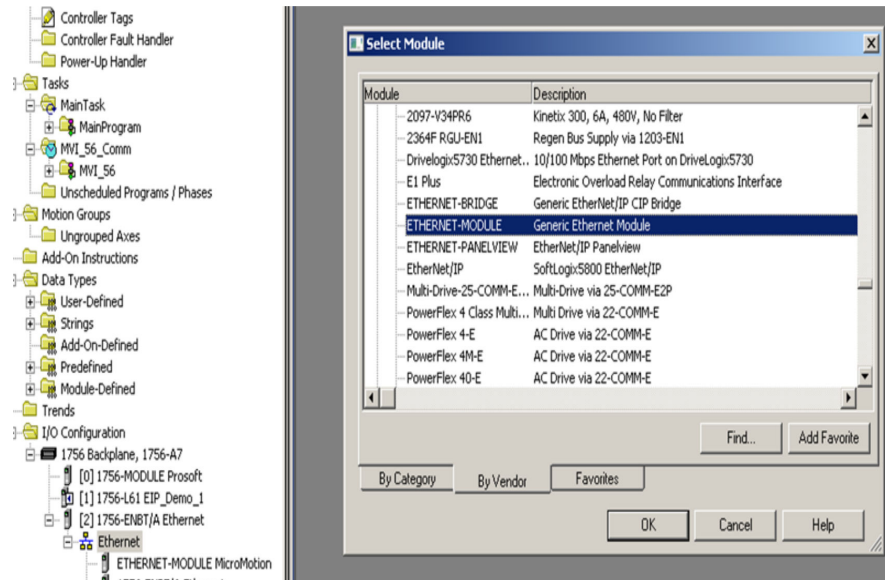 Controller Tags
Controller Fault Handler
Power-Up Handler
Tasks
MainTask
MainProgram
MVI_56_Comm
MVI_56
Unscheduled Programs / Phases
Motion Groups
Ungrouped Axes
Add-On Instructions
Data Types
User-Defined
Strings
Add-On-Defined
Predefined
Module-Defined
Trends
I/O Configuration
1756 Backplane, 1756-A7
[0] 1756-MODULE Prosoft
[1] 1756-L61 EIP_Demo_1
[2] 1756-ENBT/A Ethernet
Ethernet
ETHERNET-MODULE MicroMotion
Select Module
Module Description
2097-V34PR6 Kinetix 300, 6A, 480V, No Filter
2364F RGU-EN1 Regen Bus Supply via 1203-EN1
Drivelogix5730 Ethernet... 10/100 Mbps Ethernet Port on DriveLogix5730
E1 Plus Electronic Overload Relay Communications Interface
ETHERNET-BRIDGE Generic EtherNet/IP CIP Bridge
ETHERNET-MODULE Generic Ethernet Module
ETHERNET-PANELVIEW EtherNet/IP Panelview
EtherNet/IP SoftLogix5800 EtherNet/IP
Multi-Drive-25-COMM-E... Multi-Drive via 25-COMM-E2P
PowerFlex 4 Class Multi... Multi Drive via 22-COMM-E
PowerFlex 4-E AC Drive via 22-COMM-E
PowerFlex 4M-E AC Drive via 22-COMM-E
PowerFlex 40-E AC Drive via 22-COMM-E
Find... Add Favorite
By Category By Vendor Favorites
OK Cancel Help